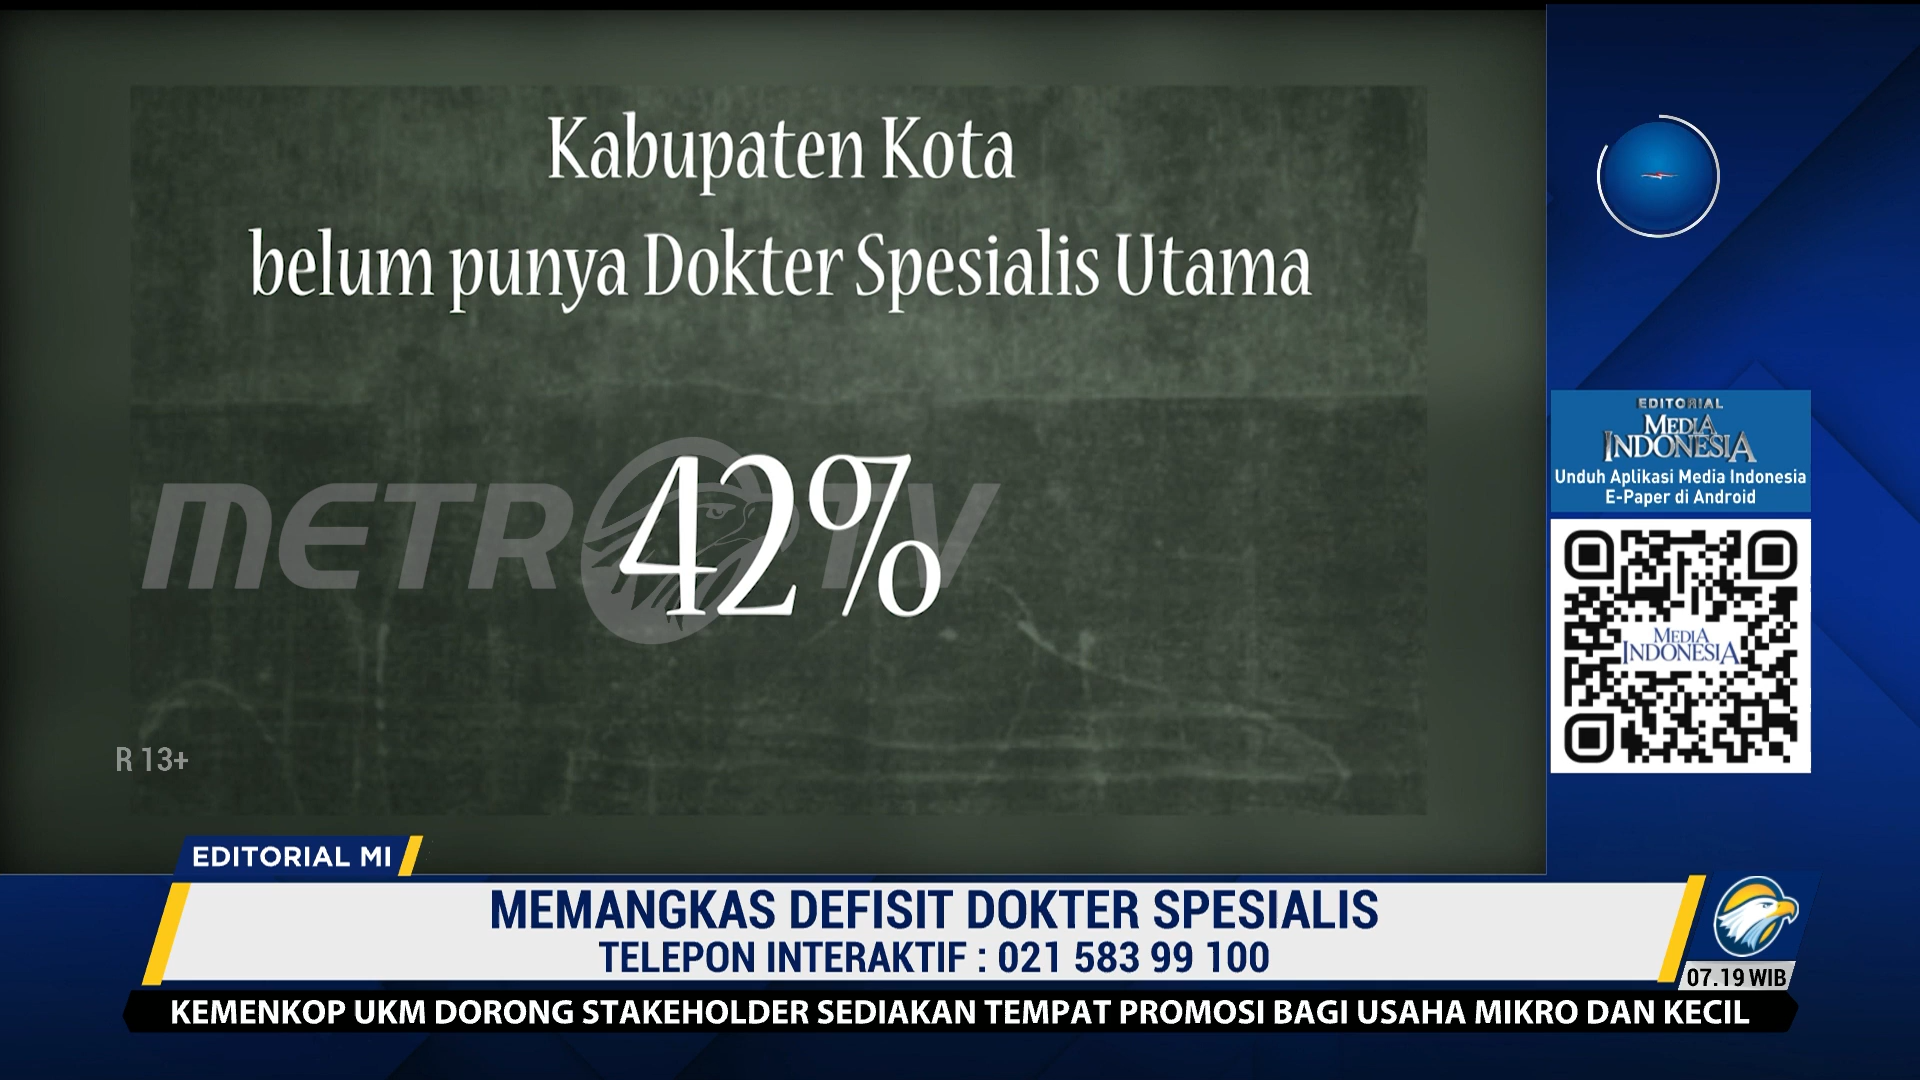 Kabupaten Kota
belum punya Dokter Spesialis Utama
METRO TV
42%
R 13+
EDITORIAL
MEDIA
INDONESIA
Unduh Aplikasi Media Indonesia
E-Paper di Android
MEDIA
INDONESIA
EDITORIAL MI
MEMANGKAS DEFISIT DOKTER SPESIALIS
TELEPON INTERAKTIF : 021 583 99 100
07.19 WIB
KEMENKOP UKM DORONG STAKEHOLDER SEDIAKAN TEMPAT PROMOSI BAGI USAHA MIKRO DAN KECIL